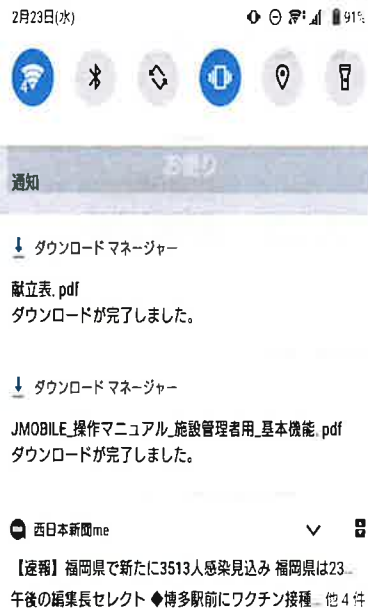 2月23日(水) 91%
通知
ダウンロード マネージャー
献立表.pdf
ダウンロードが完了しました。
ダウンロード マネージャー
JMOBILE_操作マニュアル_施設管理者用_基本機能.pdf
ダウンロードが完了しました。
西日本新聞me
【速報】福岡県で新たに3513人感染見込み 福岡県は23…
午後の編集長セレクト ◆博多駅前にワクチン接種… 他4件